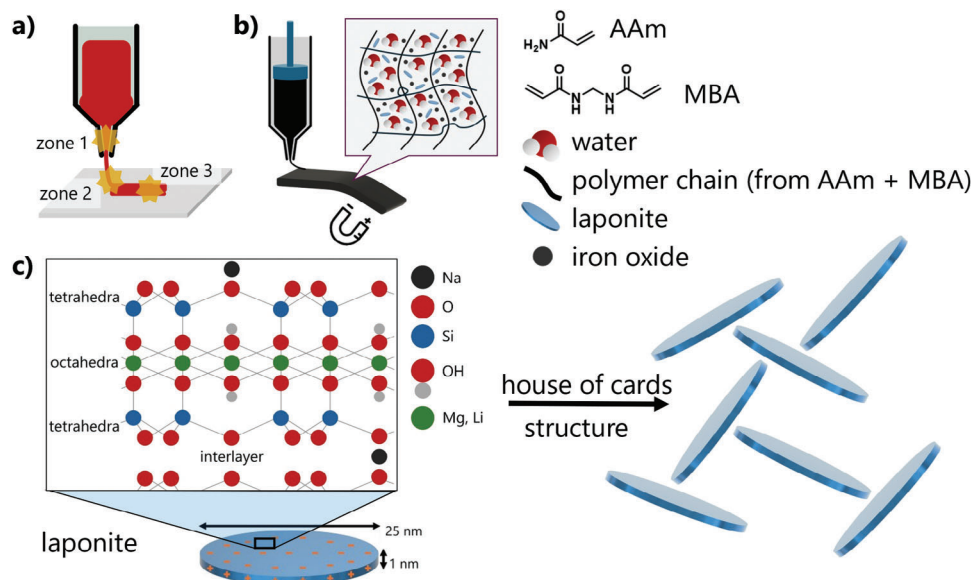 a)
zone 1
zone 2
zone 3
b)
O
H₂N
AAm
O
O
N
H
N
H
MBA
water
polymer chain (from AAm + MBA)
laponite
iron oxide
c)
tetrahedra
octahedra
tetrahedra
interlayer
Na
O
Si
OH
Mg, Li
house of cards
structure
laponite
25 nm
1 nm